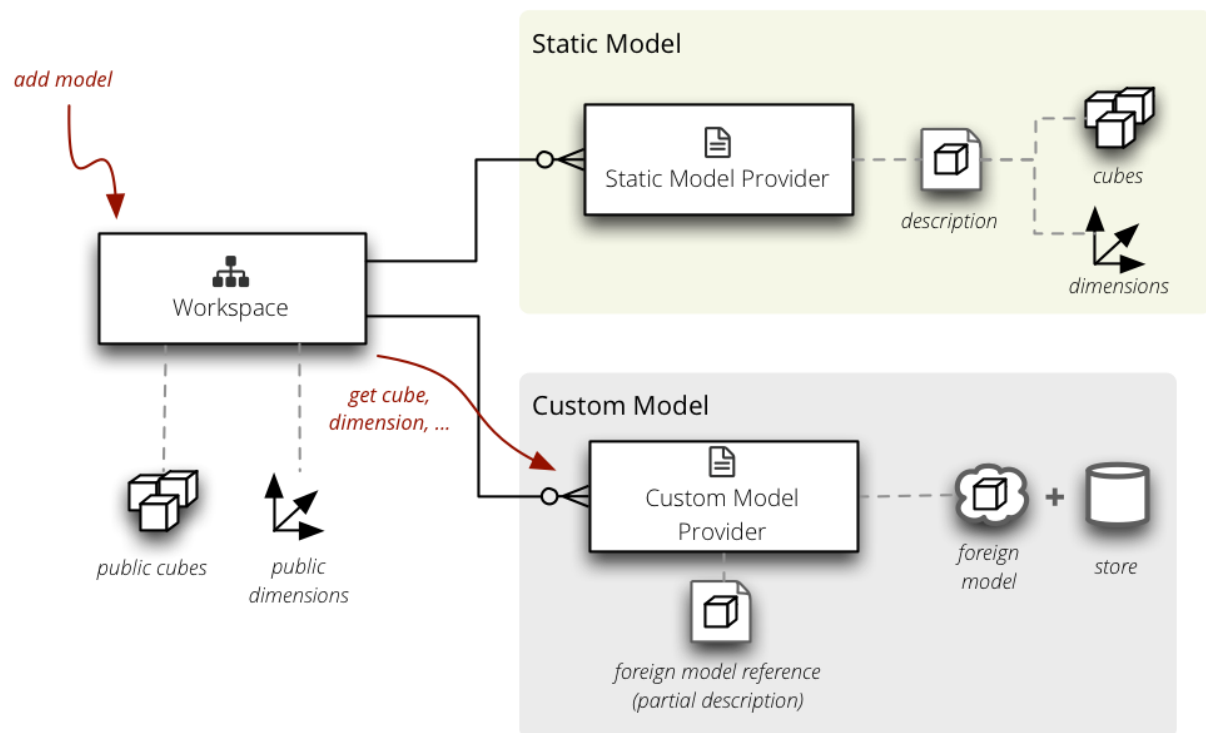 Static Model
add model
Static Model Provider
cubes
description
dimensions
Workspace
get cube,
dimension, ...
Custom Model
Custom Model
Provider
public cubes
public
dimensions
foreign
model
store
foreign model reference
(partial description)